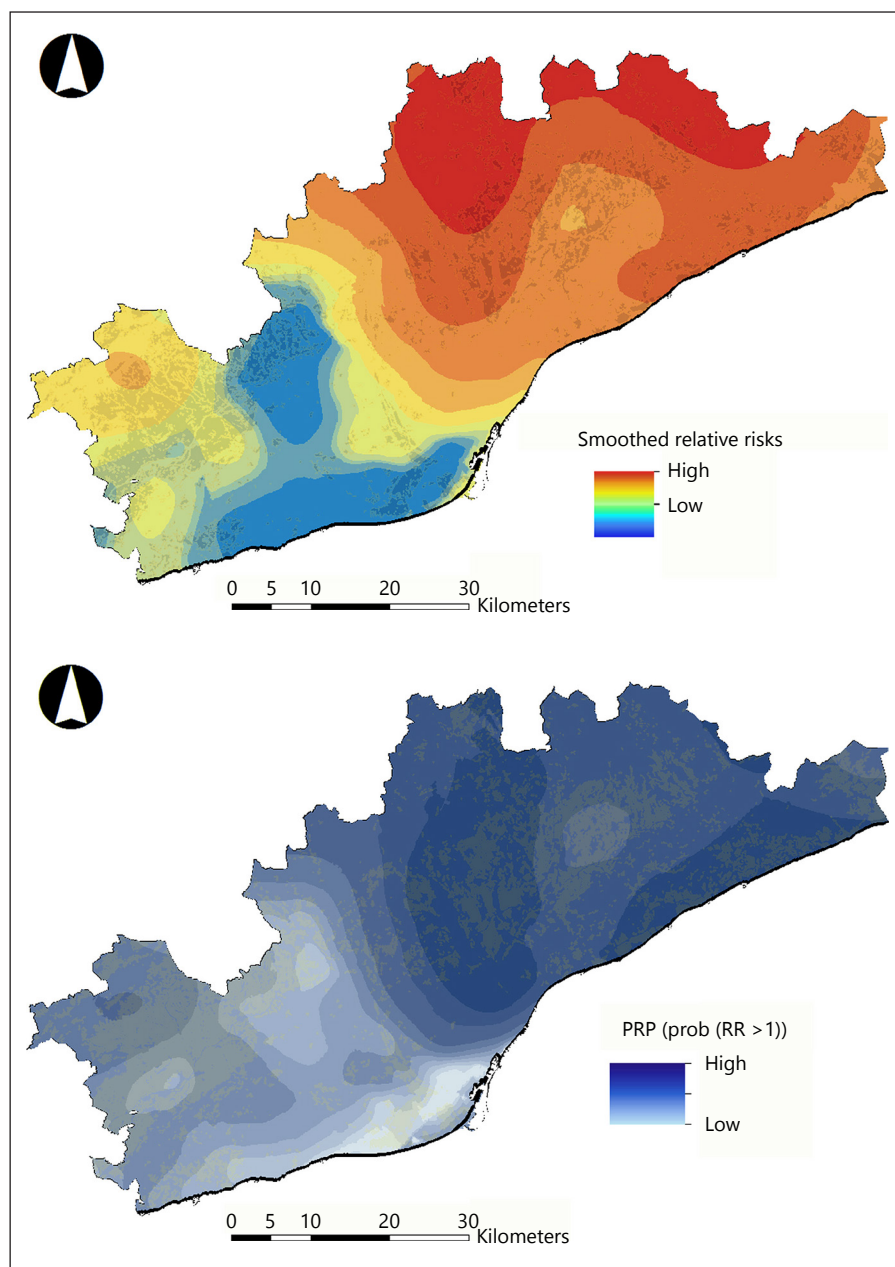 Smoothed relative risks
High
Low
0 5 10 20 30
Kilometers
PRP (prob (RR >1))
High
Low
0 5 10 20 30
Kilometers